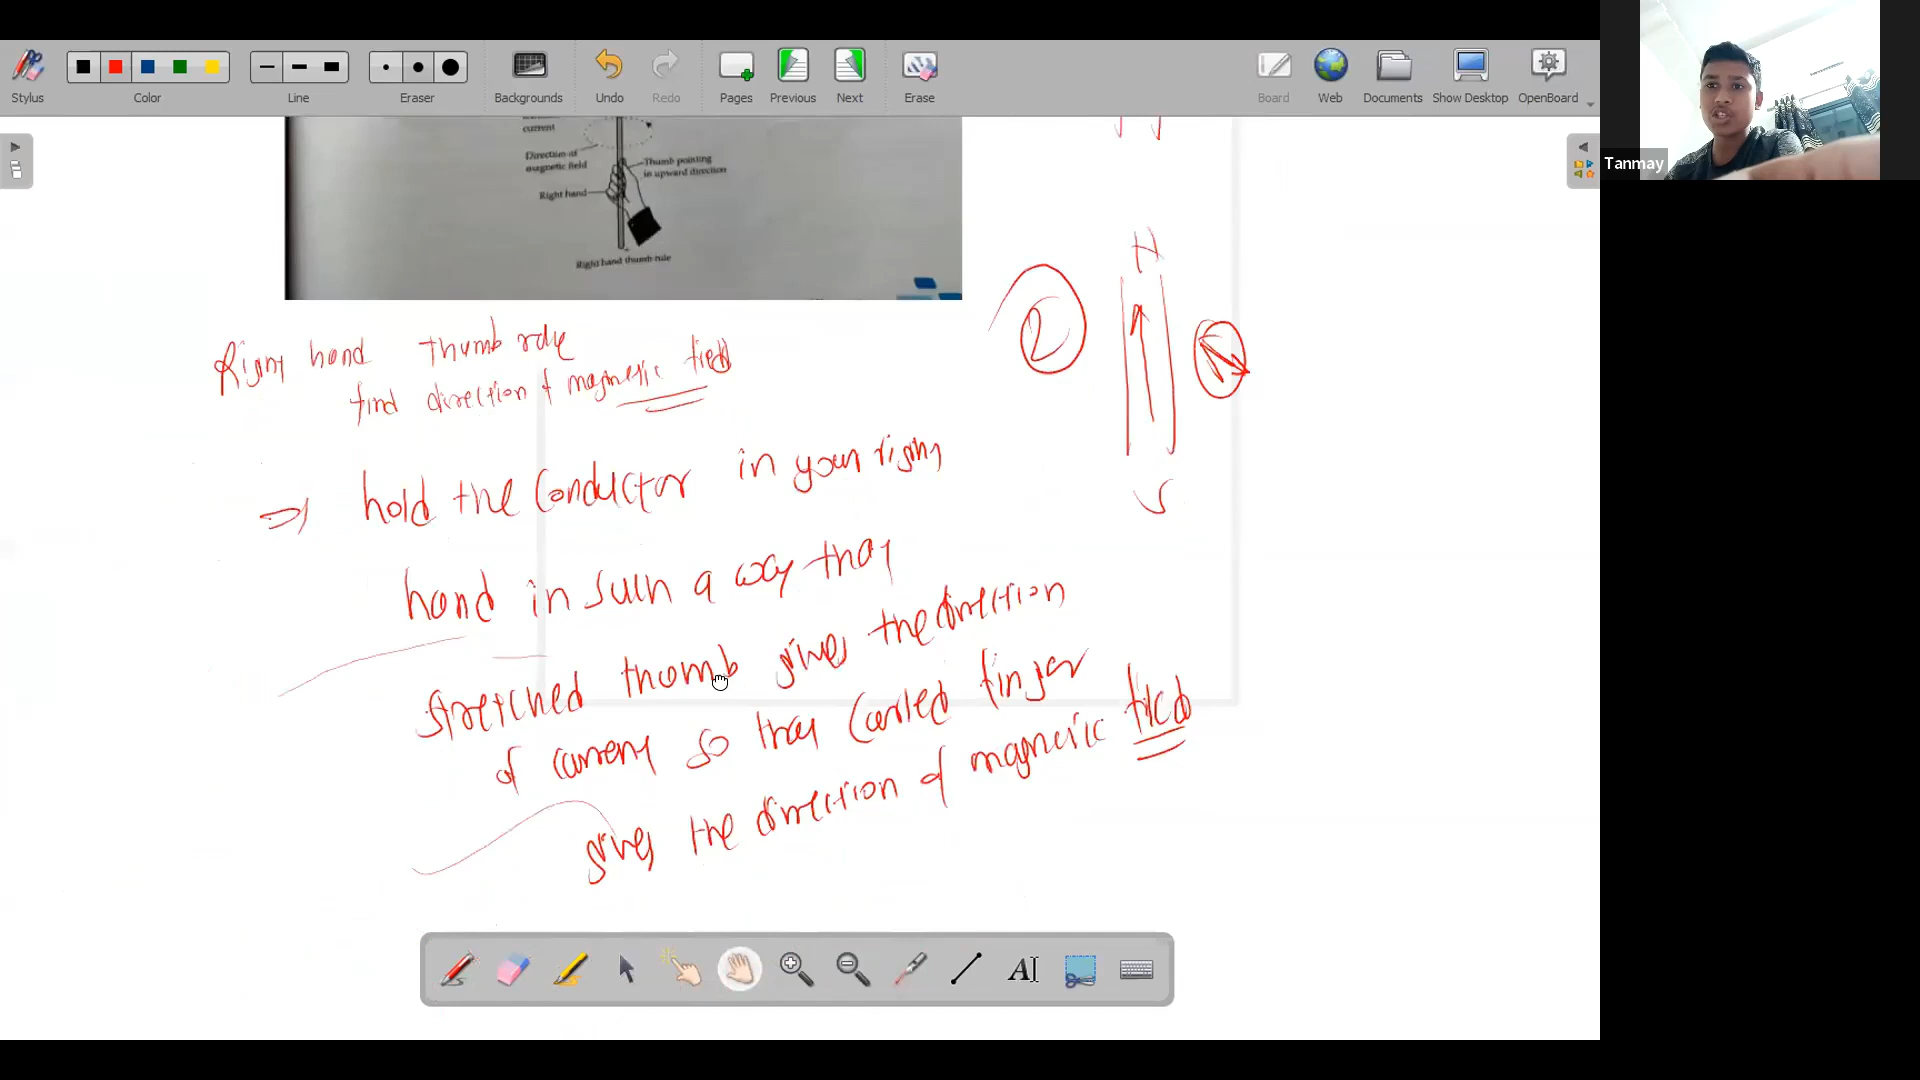 Stylus
Color
Line
Eraser
Backgrounds
Undo
Redo
Pages
Previous
Next
Erase
Board
Web
Documents
Show Desktop
OpenBoard
Tanmay
current
Direction of
magnetic field
Thumb pointing
in upward direction
Right hand
Right hand thumb rule
Right hand thumb rule
find direction of magnetic field
N
2
S
⇒ hold the conductor in your right
hand in such a way that
stretched thumb gives the direction
of current so that curled finger
gives the direction of magnetic field
A